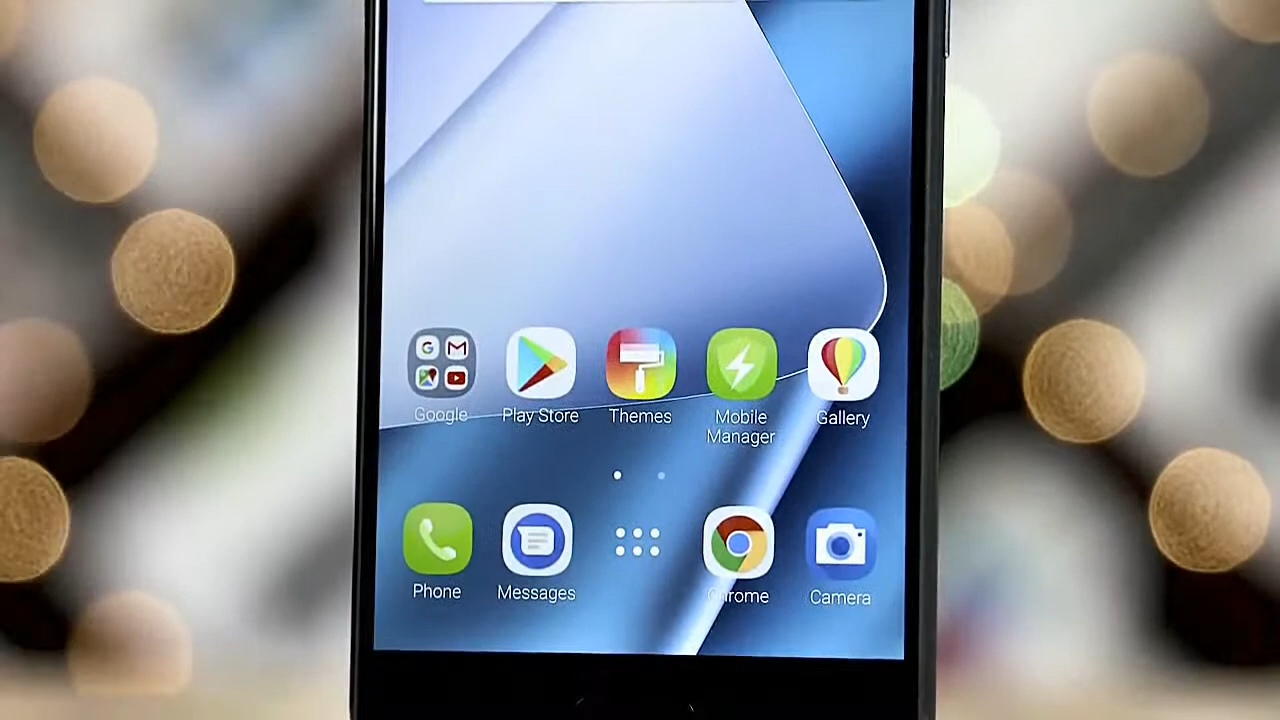 Google
Play Store
Themes
Mobile
Manager
Gallery
Phone
Messages
Chrome
Camera